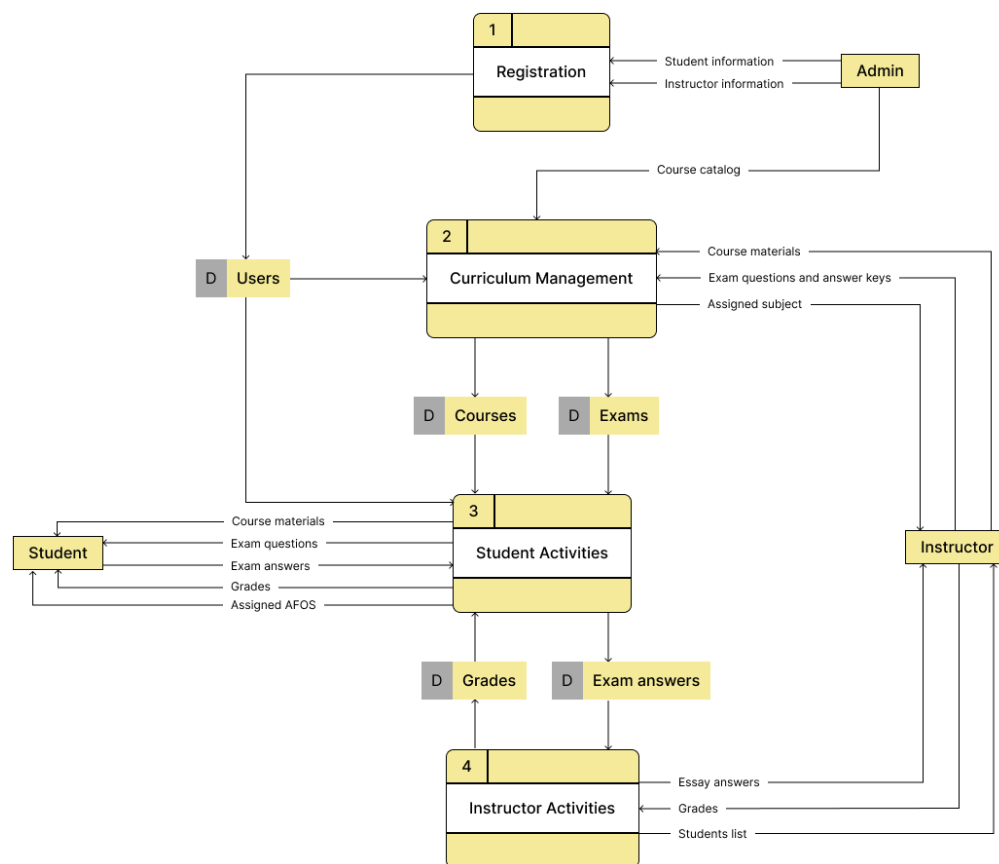 1
Registration
Student information
Instructor information
Admin
Course catalog
2
Curriculum Management
Course materials
Exam questions and answer keys
Assigned subject
D Users
D Courses
D Exams
3
Student Activities
Student
Course materials
Exam questions
Exam answers
Grades
Assigned AFOS
Instructor
D Grades
D Exam answers
4
Instructor Activities
Essay answers
Grades
Students list